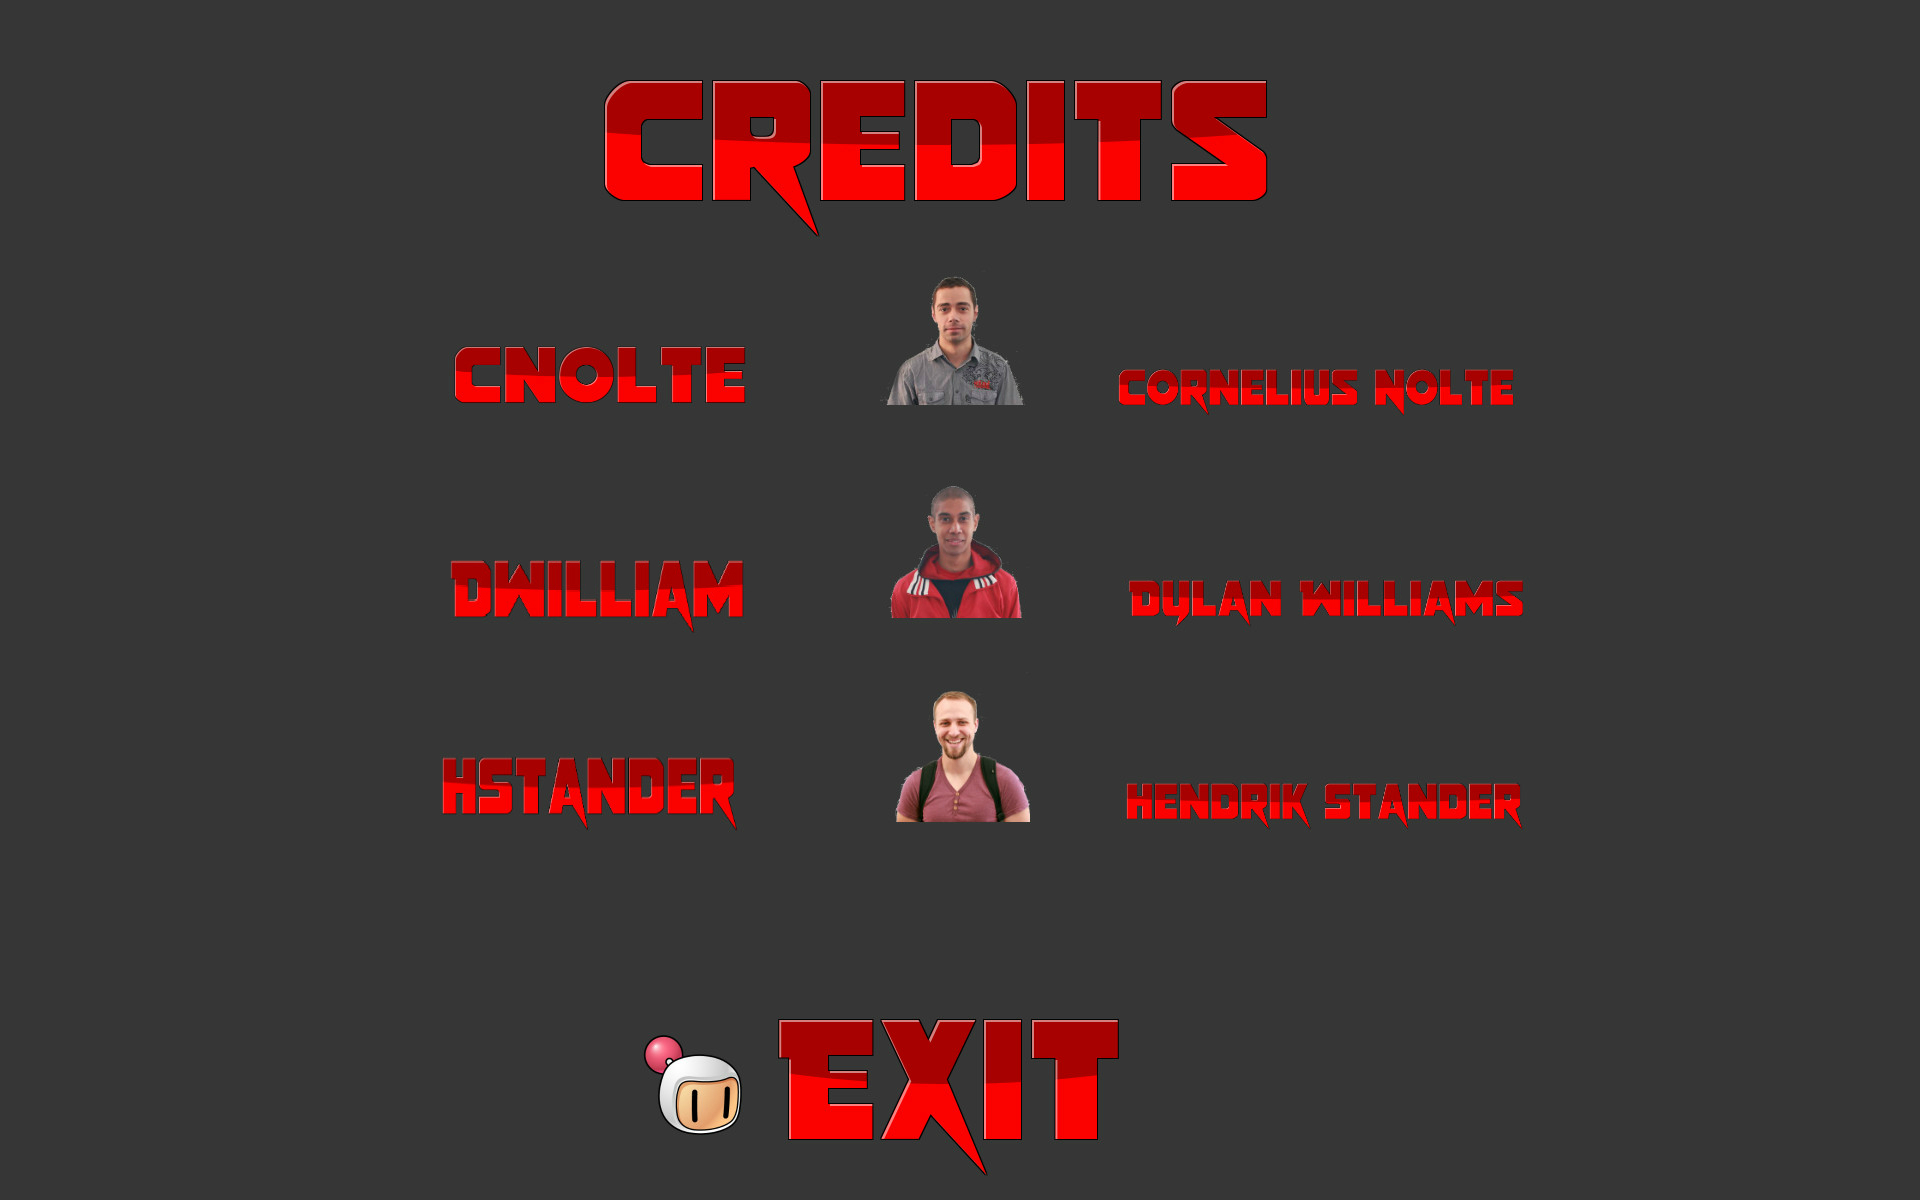 CREDITS
CNOLTE
CORNELIUS NOLTE
DWILLIAM
DYLAN WILLIAMS
HSTANDER
HENDRIK STANDER
EXIT